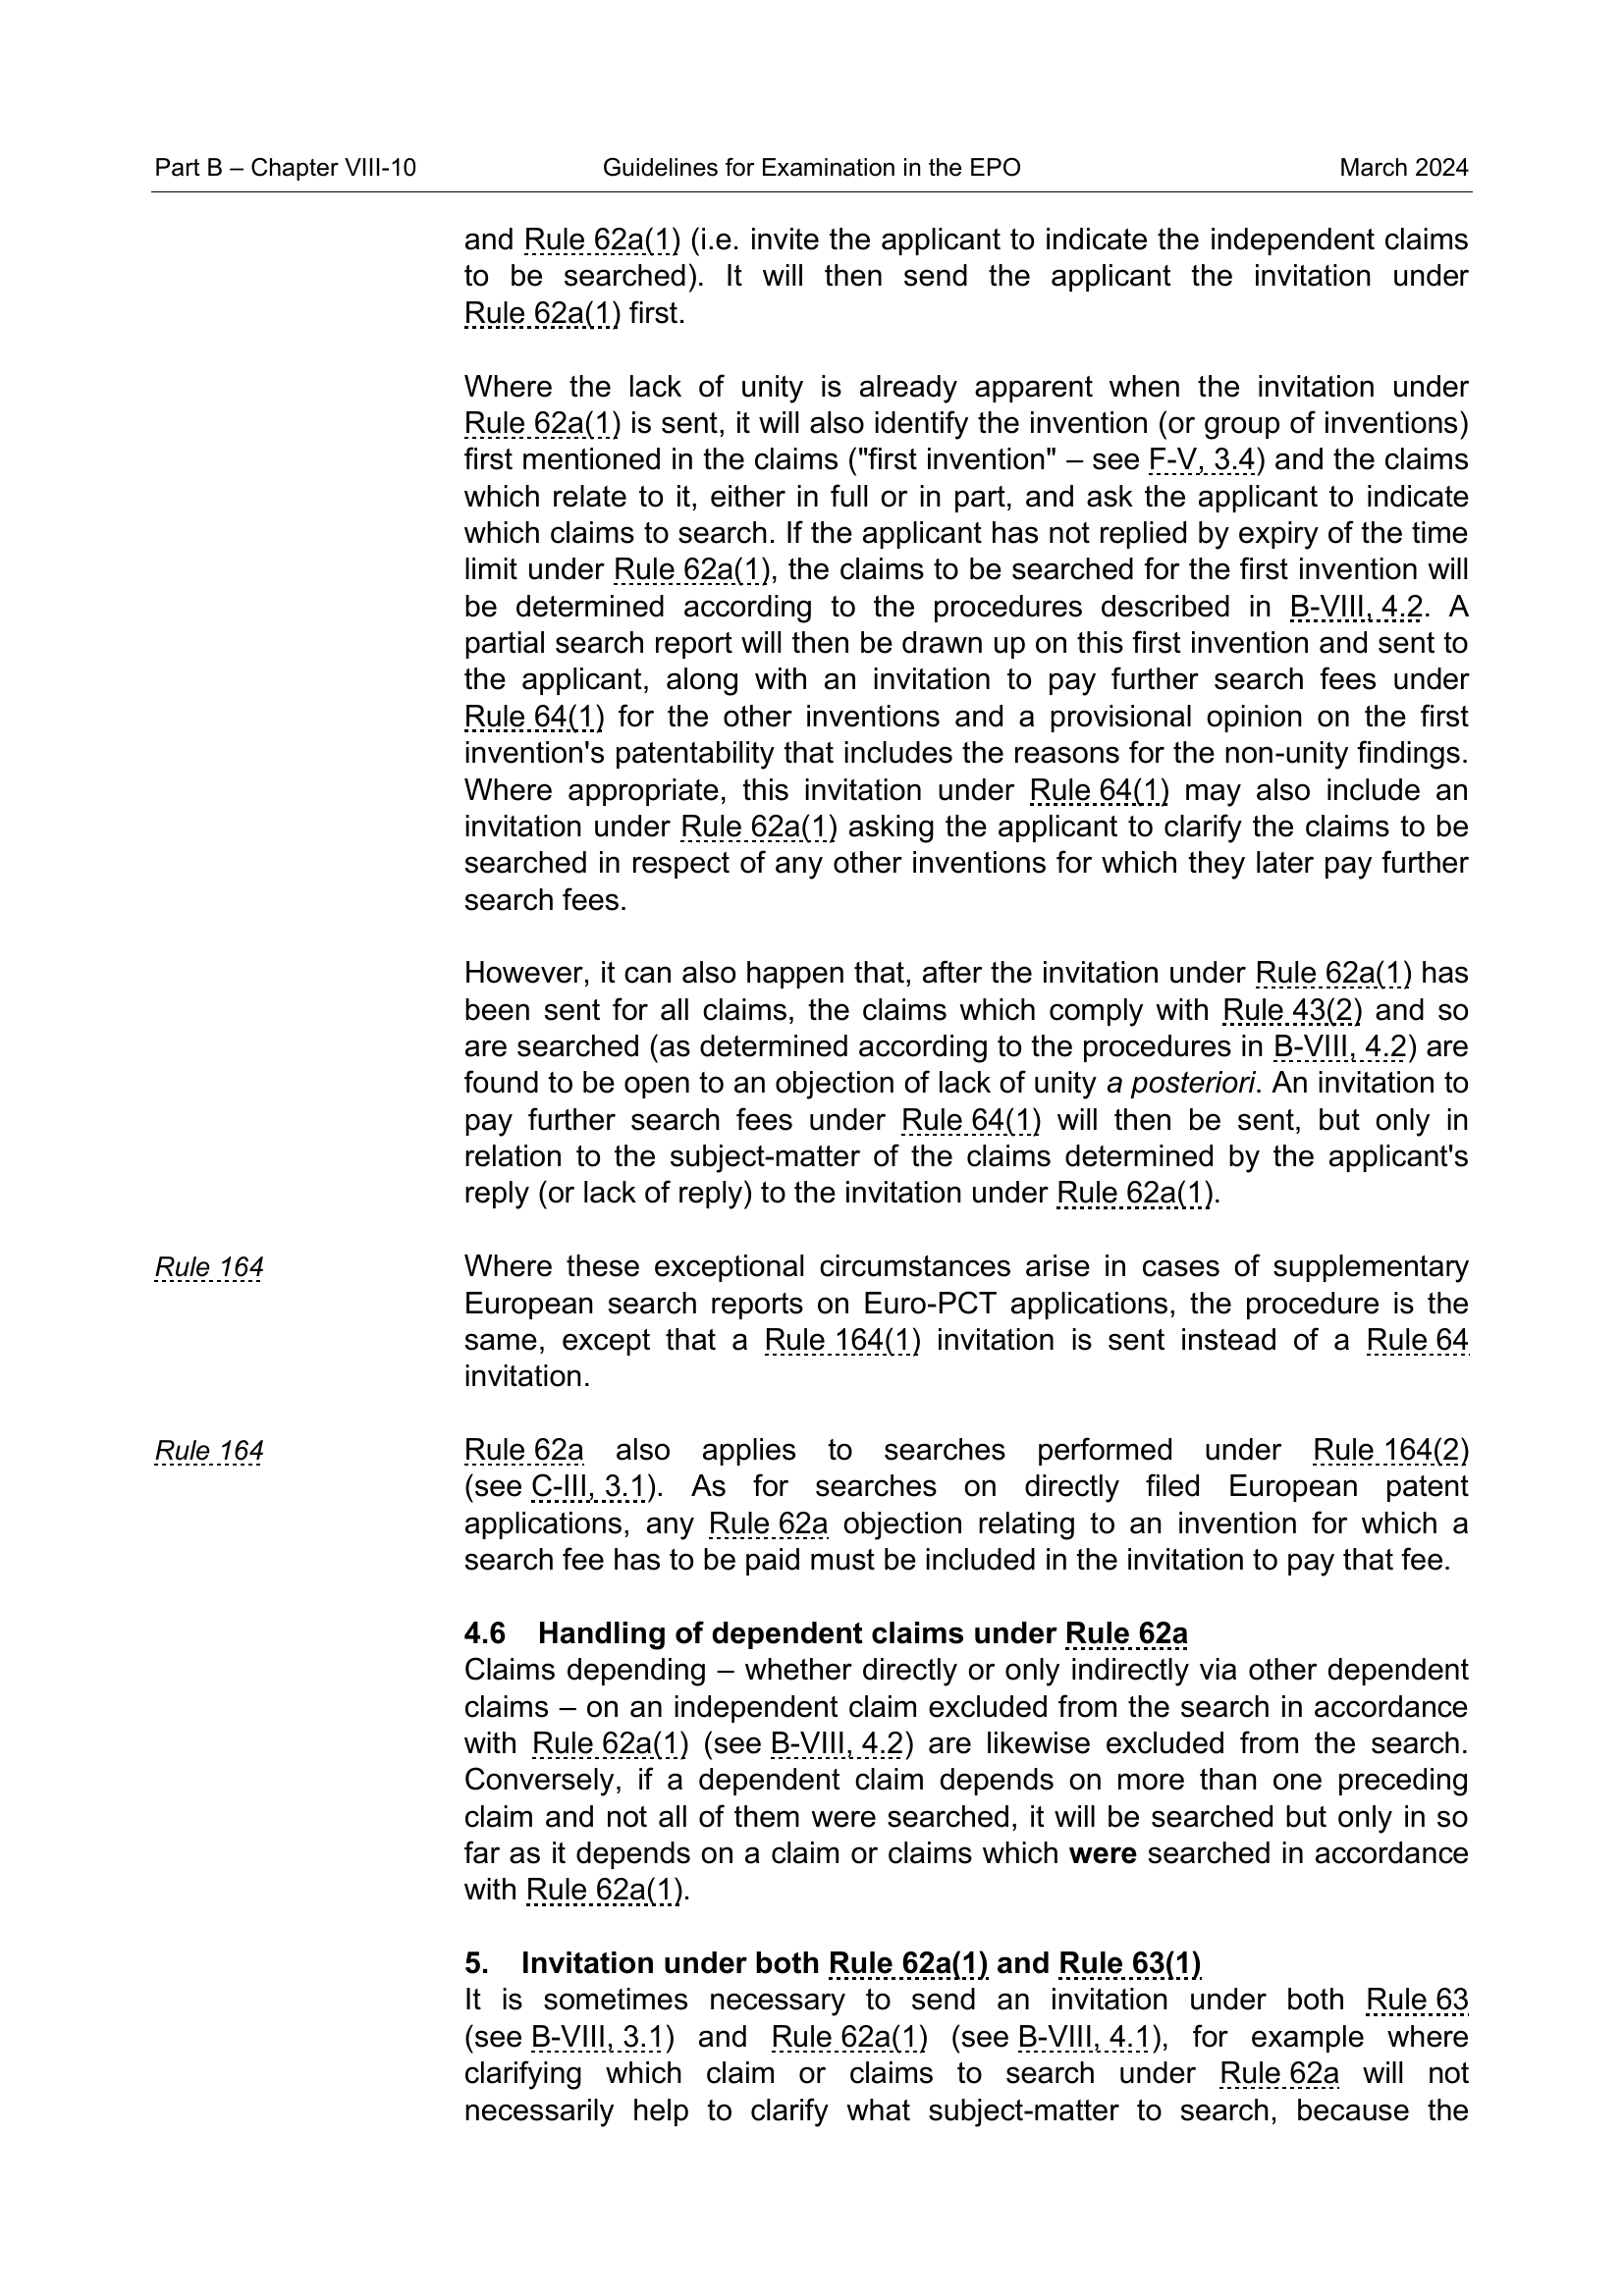 Part B – Chapter VIII-10 Guidelines for Examination in the EPO March 2024
and Rule 62a(1) (i.e. invite the applicant to indicate the independent claims
to be searched). It will then send the applicant the invitation under
Rule 62a(1) first.
Where the lack of unity is already apparent when the invitation under
Rule 62a(1) is sent, it will also identify the invention (or group of inventions)
first mentioned in the claims ("first invention" – see F-V, 3.4) and the claims
which relate to it, either in full or in part, and ask the applicant to indicate
which claims to search. If the applicant has not replied by expiry of the time
limit under Rule 62a(1), the claims to be searched for the first invention will
be determined according to the procedures described in B-VIII, 4.2. A
partial search report will then be drawn up on this first invention and sent to
the applicant, along with an invitation to pay further search fees under
Rule 64(1) for the other inventions and a provisional opinion on the first
invention's patentability that includes the reasons for the non-unity findings.
Where appropriate, this invitation under Rule 64(1) may also include an
invitation under Rule 62a(1) asking the applicant to clarify the claims to be
searched in respect of any other inventions for which they later pay further
search fees.
However, it can also happen that, after the invitation under Rule 62a(1) has
been sent for all claims, the claims which comply with Rule 43(2) and so
are searched (as determined according to the procedures in B-VIII, 4.2) are
found to be open to an objection of lack of unity a posteriori. An invitation to
pay further search fees under Rule 64(1) will then be sent, but only in
relation to the subject-matter of the claims determined by the applicant's
reply (or lack of reply) to the invitation under Rule 62a(1).
Rule 164 Where these exceptional circumstances arise in cases of supplementary
European search reports on Euro-PCT applications, the procedure is the
same, except that a Rule 164(1) invitation is sent instead of a Rule 64
invitation.
Rule 164 Rule 62a also applies to searches performed under Rule 164(2)
(see C-III, 3.1). As for searches on directly filed European patent
applications, any Rule 62a objection relating to an invention for which a
search fee has to be paid must be included in the invitation to pay that fee.
4.6 Handling of dependent claims under Rule 62a
Claims depending – whether directly or only indirectly via other dependent
claims – on an independent claim excluded from the search in accordance
with Rule 62a(1) (see B-VIII, 4.2) are likewise excluded from the search.
Conversely, if a dependent claim depends on more than one preceding
claim and not all of them were searched, it will be searched but only in so
far as it depends on a claim or claims which were searched in accordance
with Rule 62a(1).
5. Invitation under both Rule 62a(1) and Rule 63(1)
It is sometimes necessary to send an invitation under both Rule 63
(see B-VIII, 3.1) and Rule 62a(1) (see B-VIII, 4.1), for example where
clarifying which claim or claims to search under Rule 62a will not
necessarily help to clarify what subject-matter to search, because the